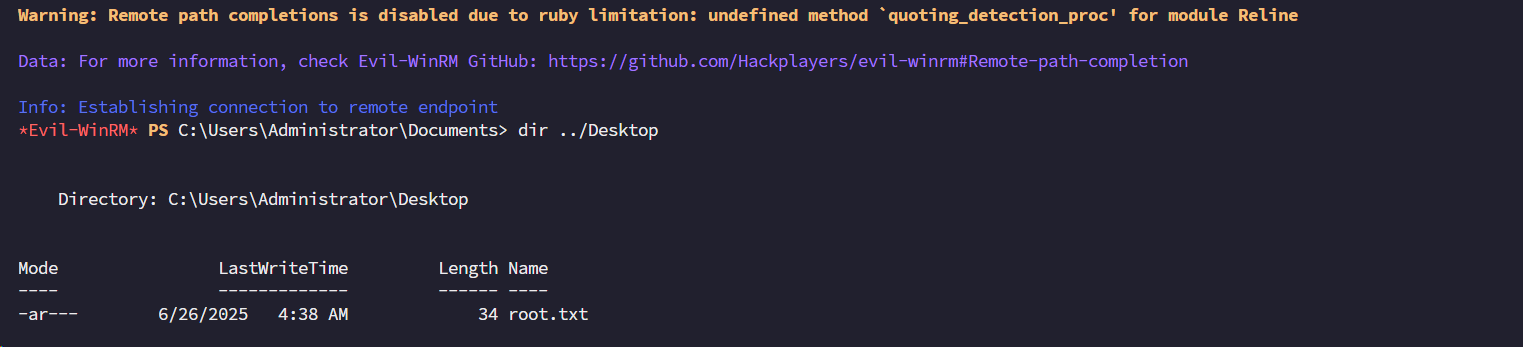 Warning: Remote path completions is disabled due to ruby limitation: undefined method `quoting_detection_proc' for module Reline
Data: For more information, check Evil-WinRM GitHub: https://github.com/Hackplayers/evil-winrm#Remote-path-completion
Info: Establishing connection to remote endpoint
*Evil-WinRM* PS C:\Users\Administrator\Documents> dir ../Desktop
Directory: C:\Users\Administrator\Desktop
Mode                LastWriteTime         Length Name
----                -------------         ------ ----
-ar---        6/26/2025   4:38 AM             34 root.txt